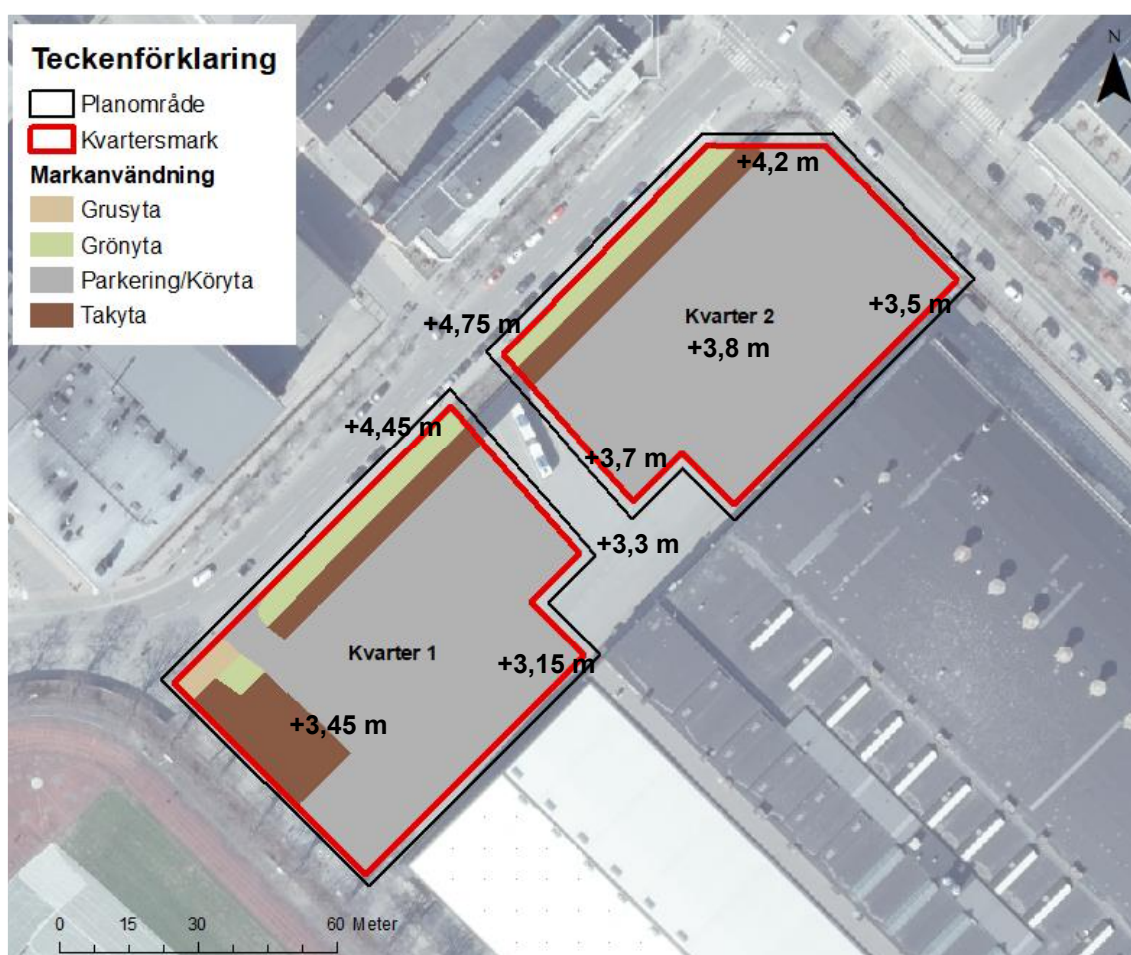 Teckenförklaring
Planområde
Kvartersmark
Markanvändning
Grusyta
Grönyta
Parkering/Köryta
Takyta
N
+4,2 m
+3,5 m
+4,75 m
Kvarter 2
+3,8 m
+4,45 m
+3,7 m
+3,3 m
Kvarter 1
+3,15 m
+3,45 m
0 15 30 60 Meter